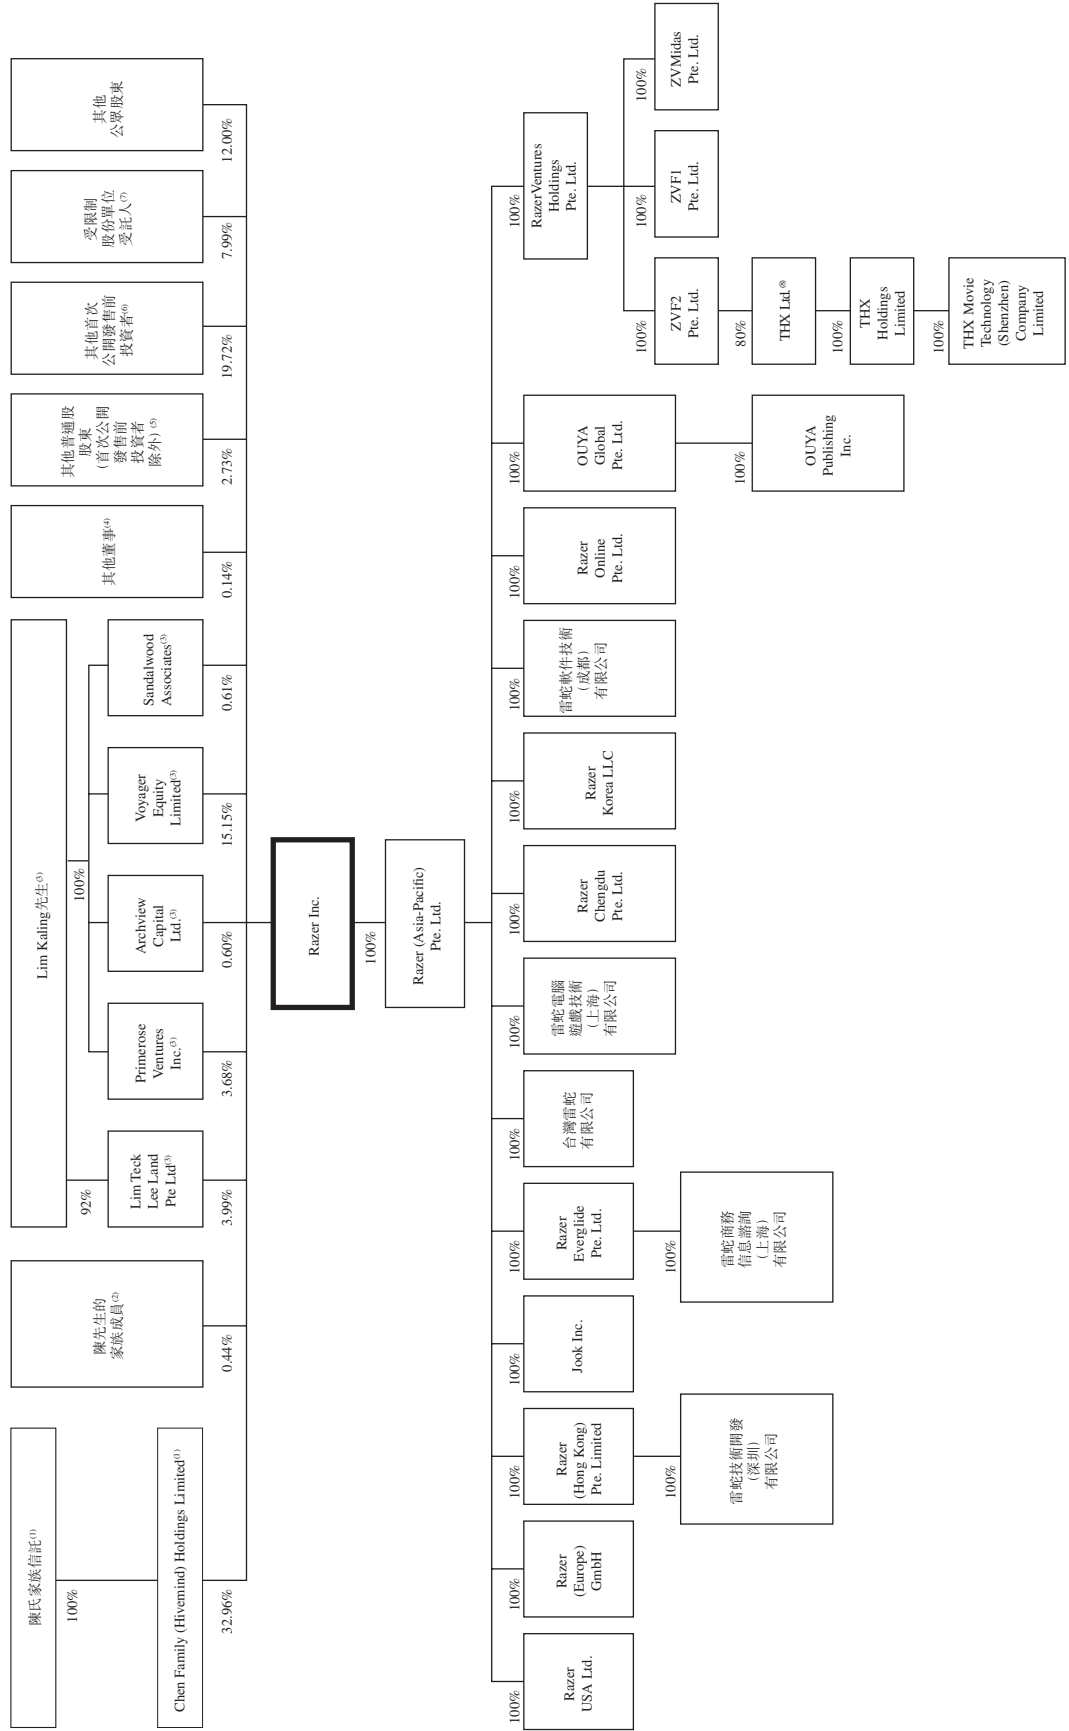 陳氏家族信託(1)
100%
Chen Family (Hivemind) Holdings Limited(1)
32.96%
陳先生的
家族成員(2)
0.44%
Lim Kaling先生(3)
92%
100%
Lim Teck
Lee Land
Pte Ltd(3)
3.99%
Primerose
Ventures
Inc.(3)
3.68%
Archview
Capital
Ltd.(3)
0.60%
Voyager
Equity
Limited(3)
15.15%
Sandalwood
Associates(3)
0.61%
其他董事(4)
0.14%
其他普通股
股東
(首次公開
發售前
投資者
除外)(5)
2.73%
其他首次
公開發售前
投資者(6)
19.72%
受限制
股份單位
受託人(7)
7.99%
其他
公眾股東
12.00%
Razer Inc.
100%
Razer (Asia-Pacific)
Pte. Ltd.
100%
Razer
USA Ltd.
100%
Razer
(Europe)
GmbH
100%
Razer
(Hong Kong)
Pte. Limited
100%
雷蛇技術開發
(深圳)
有限公司
100%
Jook Inc.
100%
Razer
Everglide
Pte. Ltd.
100%
雷蛇商務
信息諮詢
(上海)
有限公司
100%
台灣雷蛇
有限公司
100%
雷蛇電腦
遊戲技術
(上海)
有限公司
100%
Razer
Chengdu
Pte. Ltd.
100%
Razer
Korea LLC
100%
雷蛇軟件技術
(成都)
有限公司
100%
Razer
Online
Pte. Ltd.
100%
OUYA
Global
Pte. Ltd.
100%
OUYA
Publishing
Inc.
100%
RazerVentures
Holdings
Pte. Ltd.
100%
ZVF2
Pte. Ltd.
80%
THX Ltd.(8)
100%
THX
Holdings
Limited
100%
THX Movie
Technology
(Shenzhen)
Company
Limited
100%
ZVF1
Pte. Ltd.
100%
ZVMidas
Pte. Ltd.